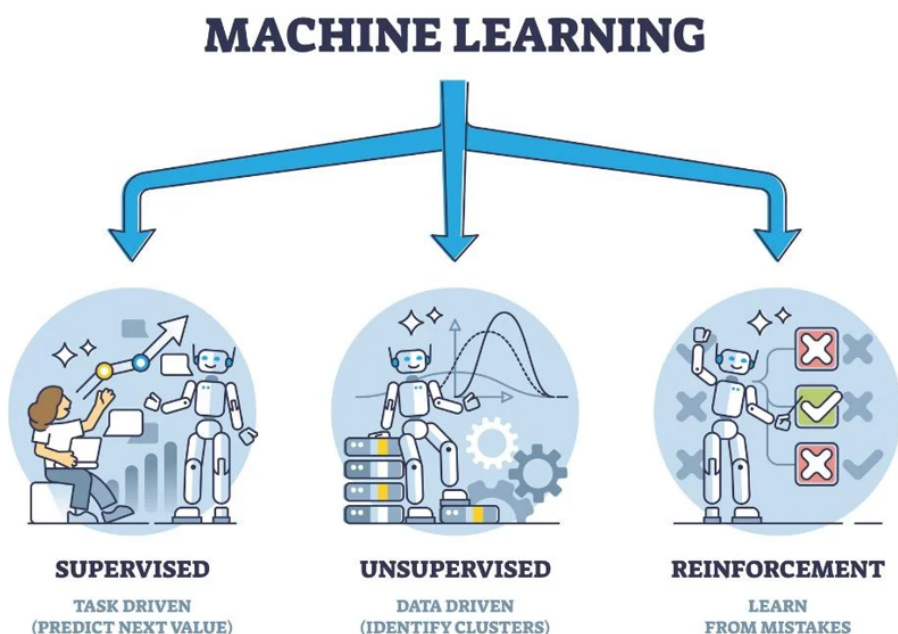 MACHINE LEARNING
SUPERVISED
TASK DRIVEN
(PREDICT NEXT VALUE)
UNSUPERVISED
DATA DRIVEN
(IDENTIFY CLUSTERS)
REINFORCEMENT
LEARN
FROM MISTAKES